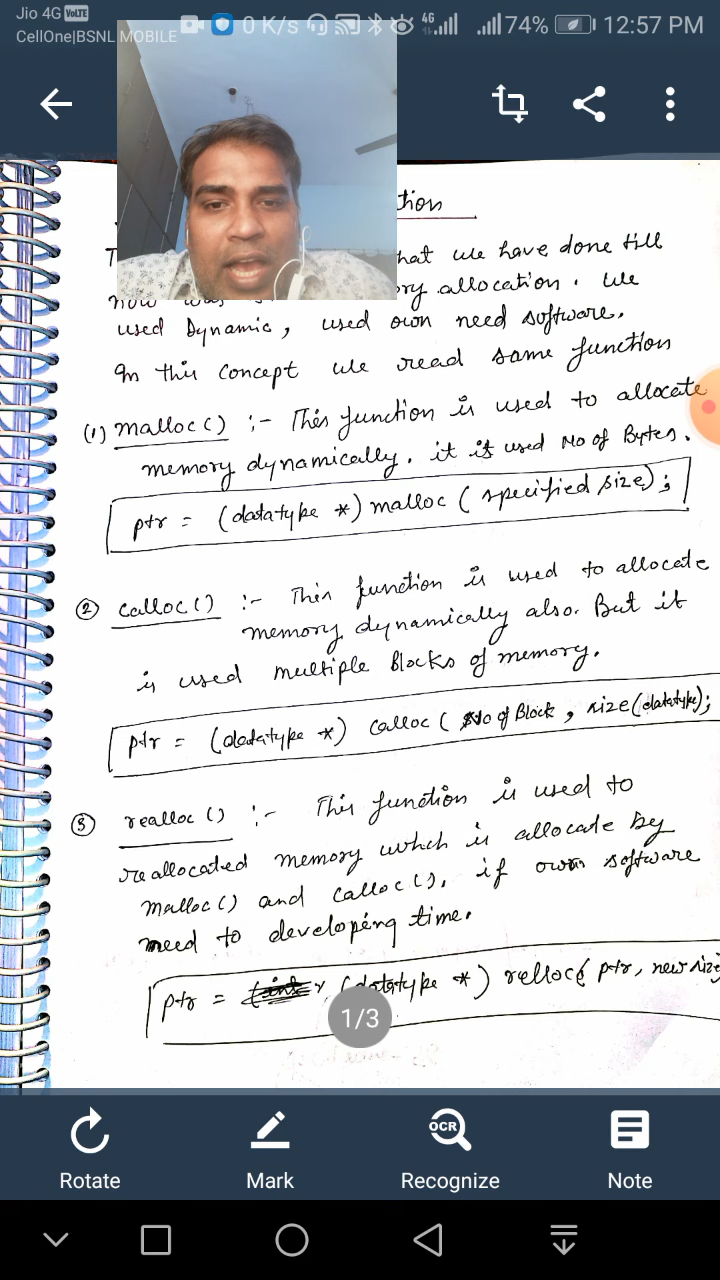 Jio 4G VoLTE
CellOne|BSNL MOBILE
0 K/s 4G 74% 12:57 PM
tion
T hat we have done till
now was ory allocation. We
used Dynamic, used own need software.
In this concept we read same function
(1) malloc() :- This function is used to allocate
memory dynamically. it is used No of Bytes.
ptr = (datatype *) malloc ( specified size);
② calloc() :- This function is used to allocate
memory dynamically also. But it
is used multiple Blocks of memory.
ptr = (datatype *) calloc ( No of Block , size(datatype);
③ realloc() :- This function is used to
reallocated memory which is allocate by
malloc() and calloc(), if own software
need to developing time.
ptr = (datatype *) relloc( ptr, new size
1/3
Rotate Mark OCR Recognize Note